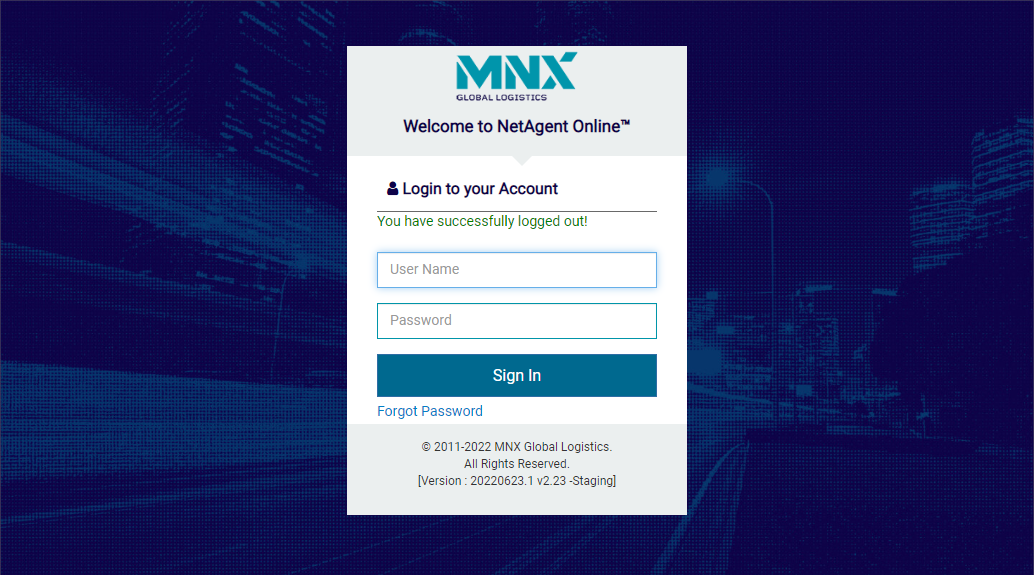 MNX
GLOBAL LOGISTICS
Welcome to NetAgent Online™
Login to your Account
You have successfully logged out!
User Name
Password
Sign In
Forgot Password
© 2011-2022 MNX Global Logistics.
All Rights Reserved.
[Version : 20220623.1 v2.23 -Staging]